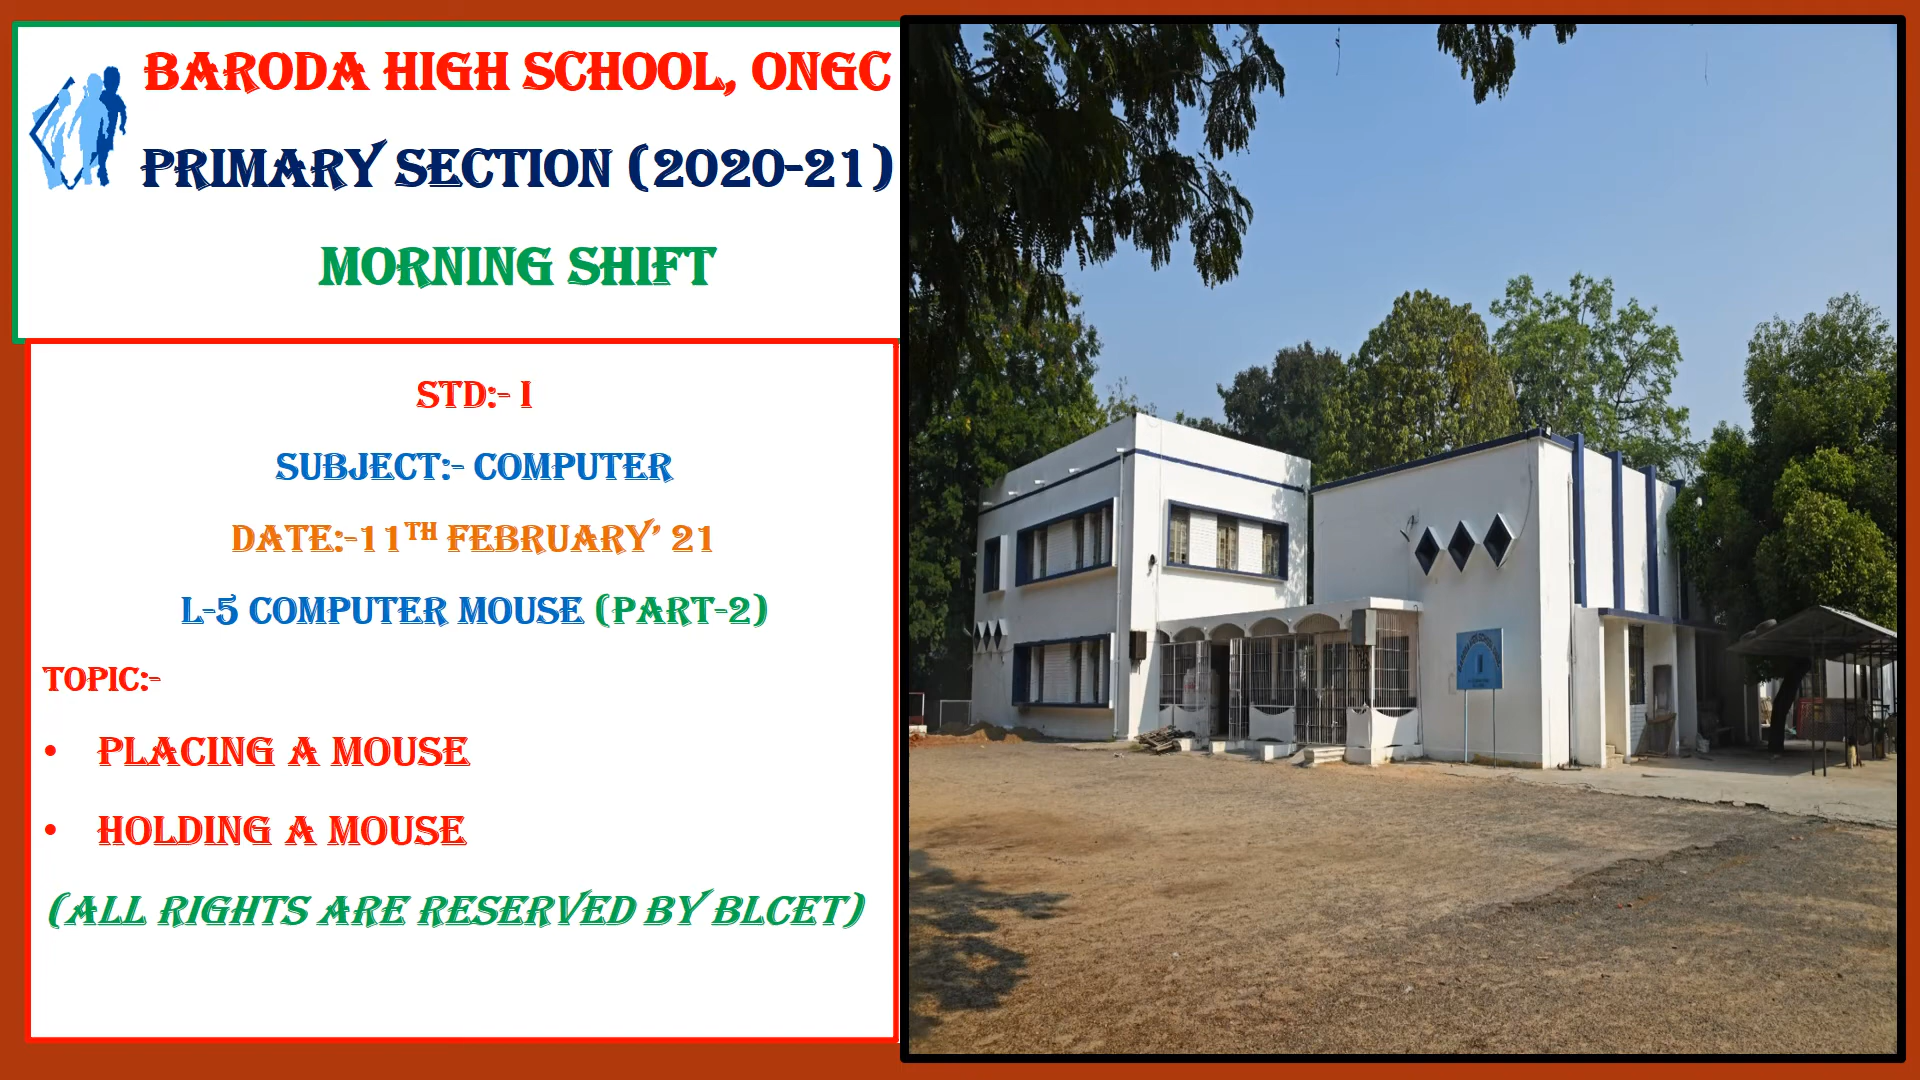 BARODA HIGH SCHOOL, ONGC
PRIMARY SECTION (2020-21)
MORNING SHIFT
STD:- I
SUBJECT:- COMPUTER
DATE:-11TH FEBRUARY' 21
L-5 COMPUTER MOUSE (PART-2)
TOPIC:-
• PLACING A MOUSE
• HOLDING A MOUSE
(ALL RIGHTS ARE RESERVED BY BLCET)